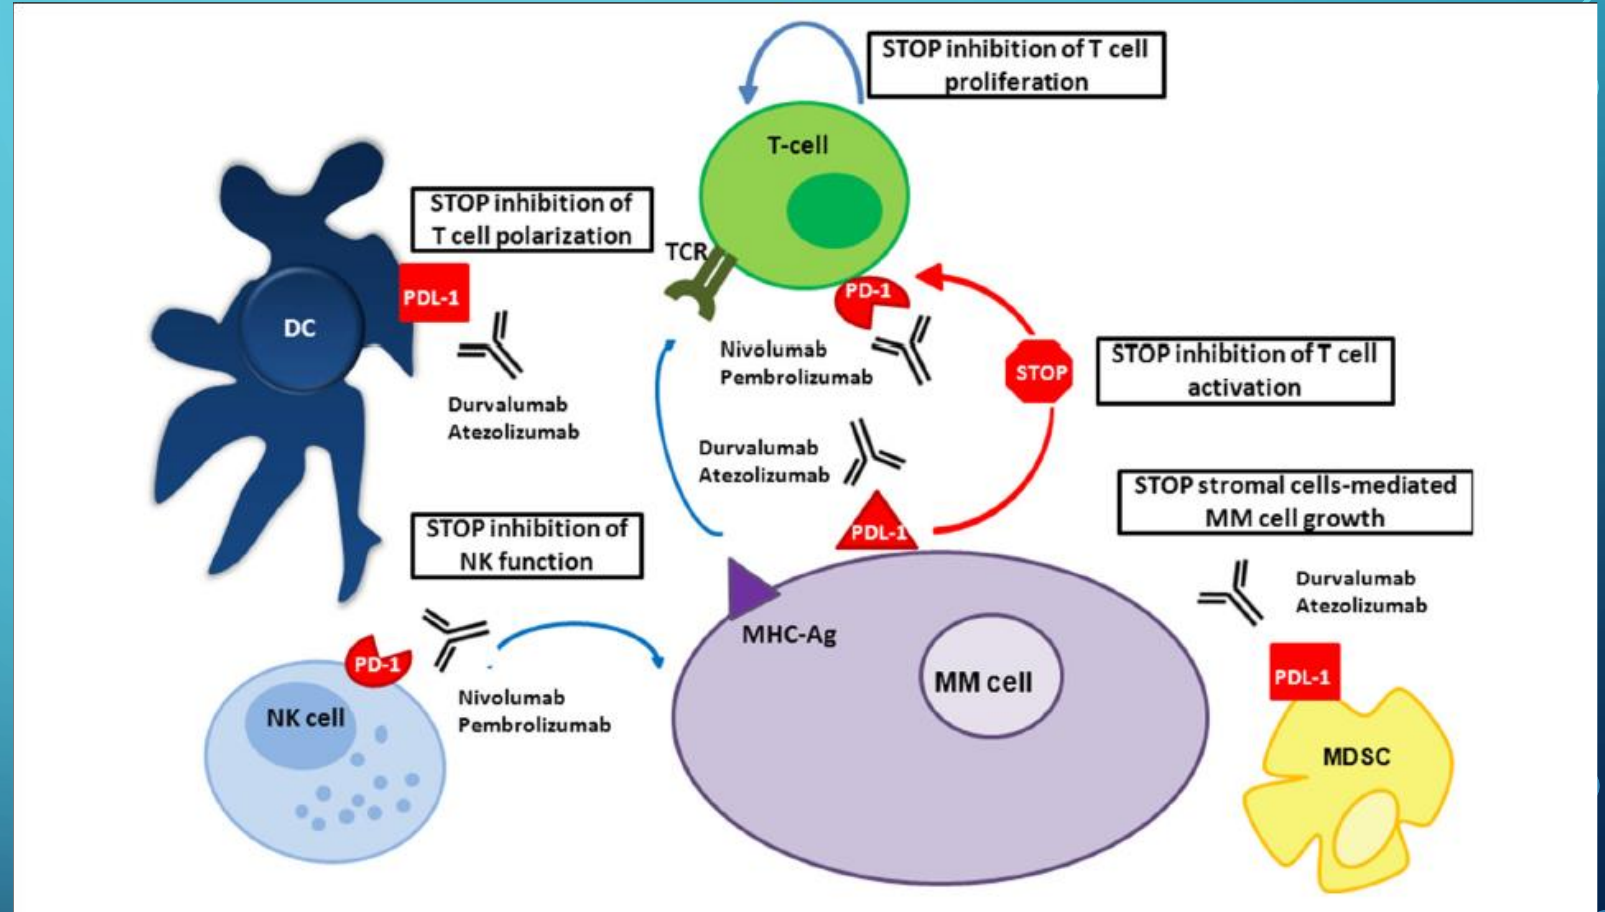 STOP inhibition of T cell
proliferation
T-cell
STOP inhibition of
T cell polarization
TCR
PDL-1
DC
PD-1
Nivolumab
Pembrolizumab
STOP
STOP inhibition of T cell
activation
Durvalumab
Atezolizumab
Durvalumab
Atezolizumab
PDL-1
STOP stromal cells-mediated
MM cell growth
STOP inhibition of
NK function
Durvalumab
Atezolizumab
MHC-Ag
MM cell
PD-1
Nivolumab
Pembrolizumab
NK cell
PDL-1
MDSC